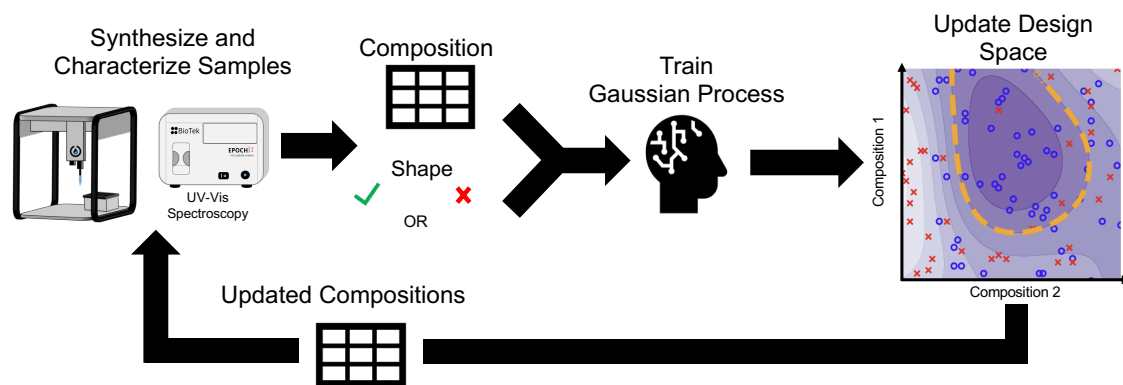 Synthesize and
Characterize Samples
BioTek
EPOCH 2
UV-Vis
Spectroscopy
Composition
Shape
OR
Train
Gaussian Process
Update Design
Space
Composition 1
Composition 2
Updated Compositions